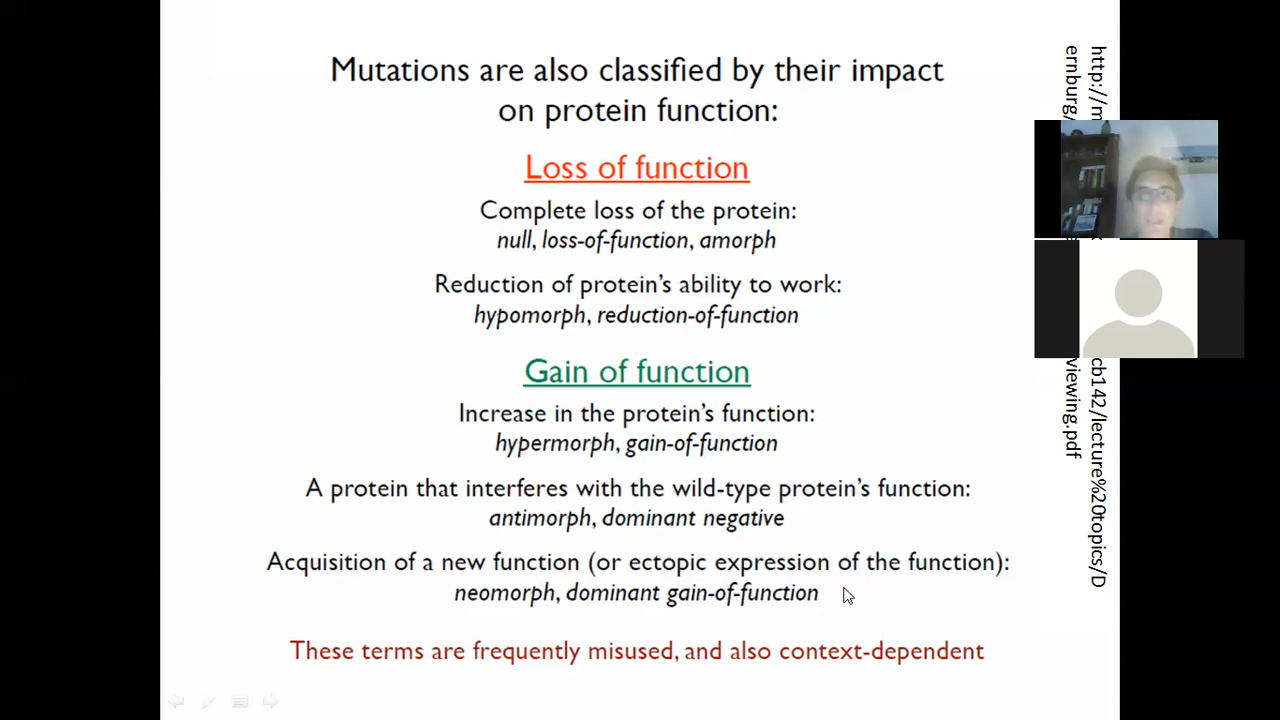 Mutations are also classified by their impact
on protein function:
Loss of function
Complete loss of the protein:
null, loss-of-function, amorph
Reduction of protein's ability to work:
hypomorph, reduction-of-function
Gain of function
Increase in the protein's function:
hypermorph, gain-of-function
A protein that interferes with the wild-type protein's function:
antimorph, dominant negative
Acquisition of a new function (or ectopic expression of the function):
neomorph, dominant gain-of-function
These terms are frequently misused, and also context-dependent
http://m
cb142/lecture%20topics/D
ernburg/
viewing.pdf